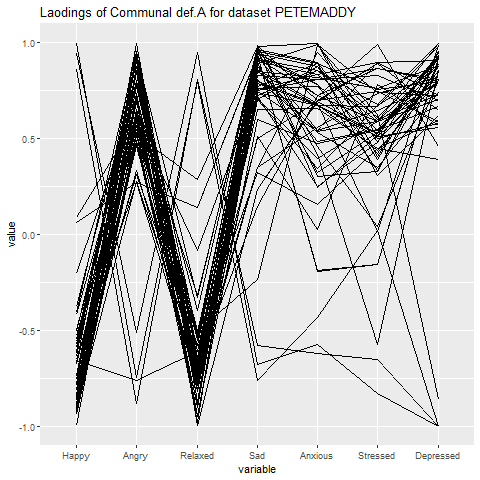 Laodings of Communal def.A for dataset PETEMADDY
1.0
0.5
0.0
-0.5
-1.0
value
Happy Angry Relaxed Sad Anxious Stressed Depressed
variable